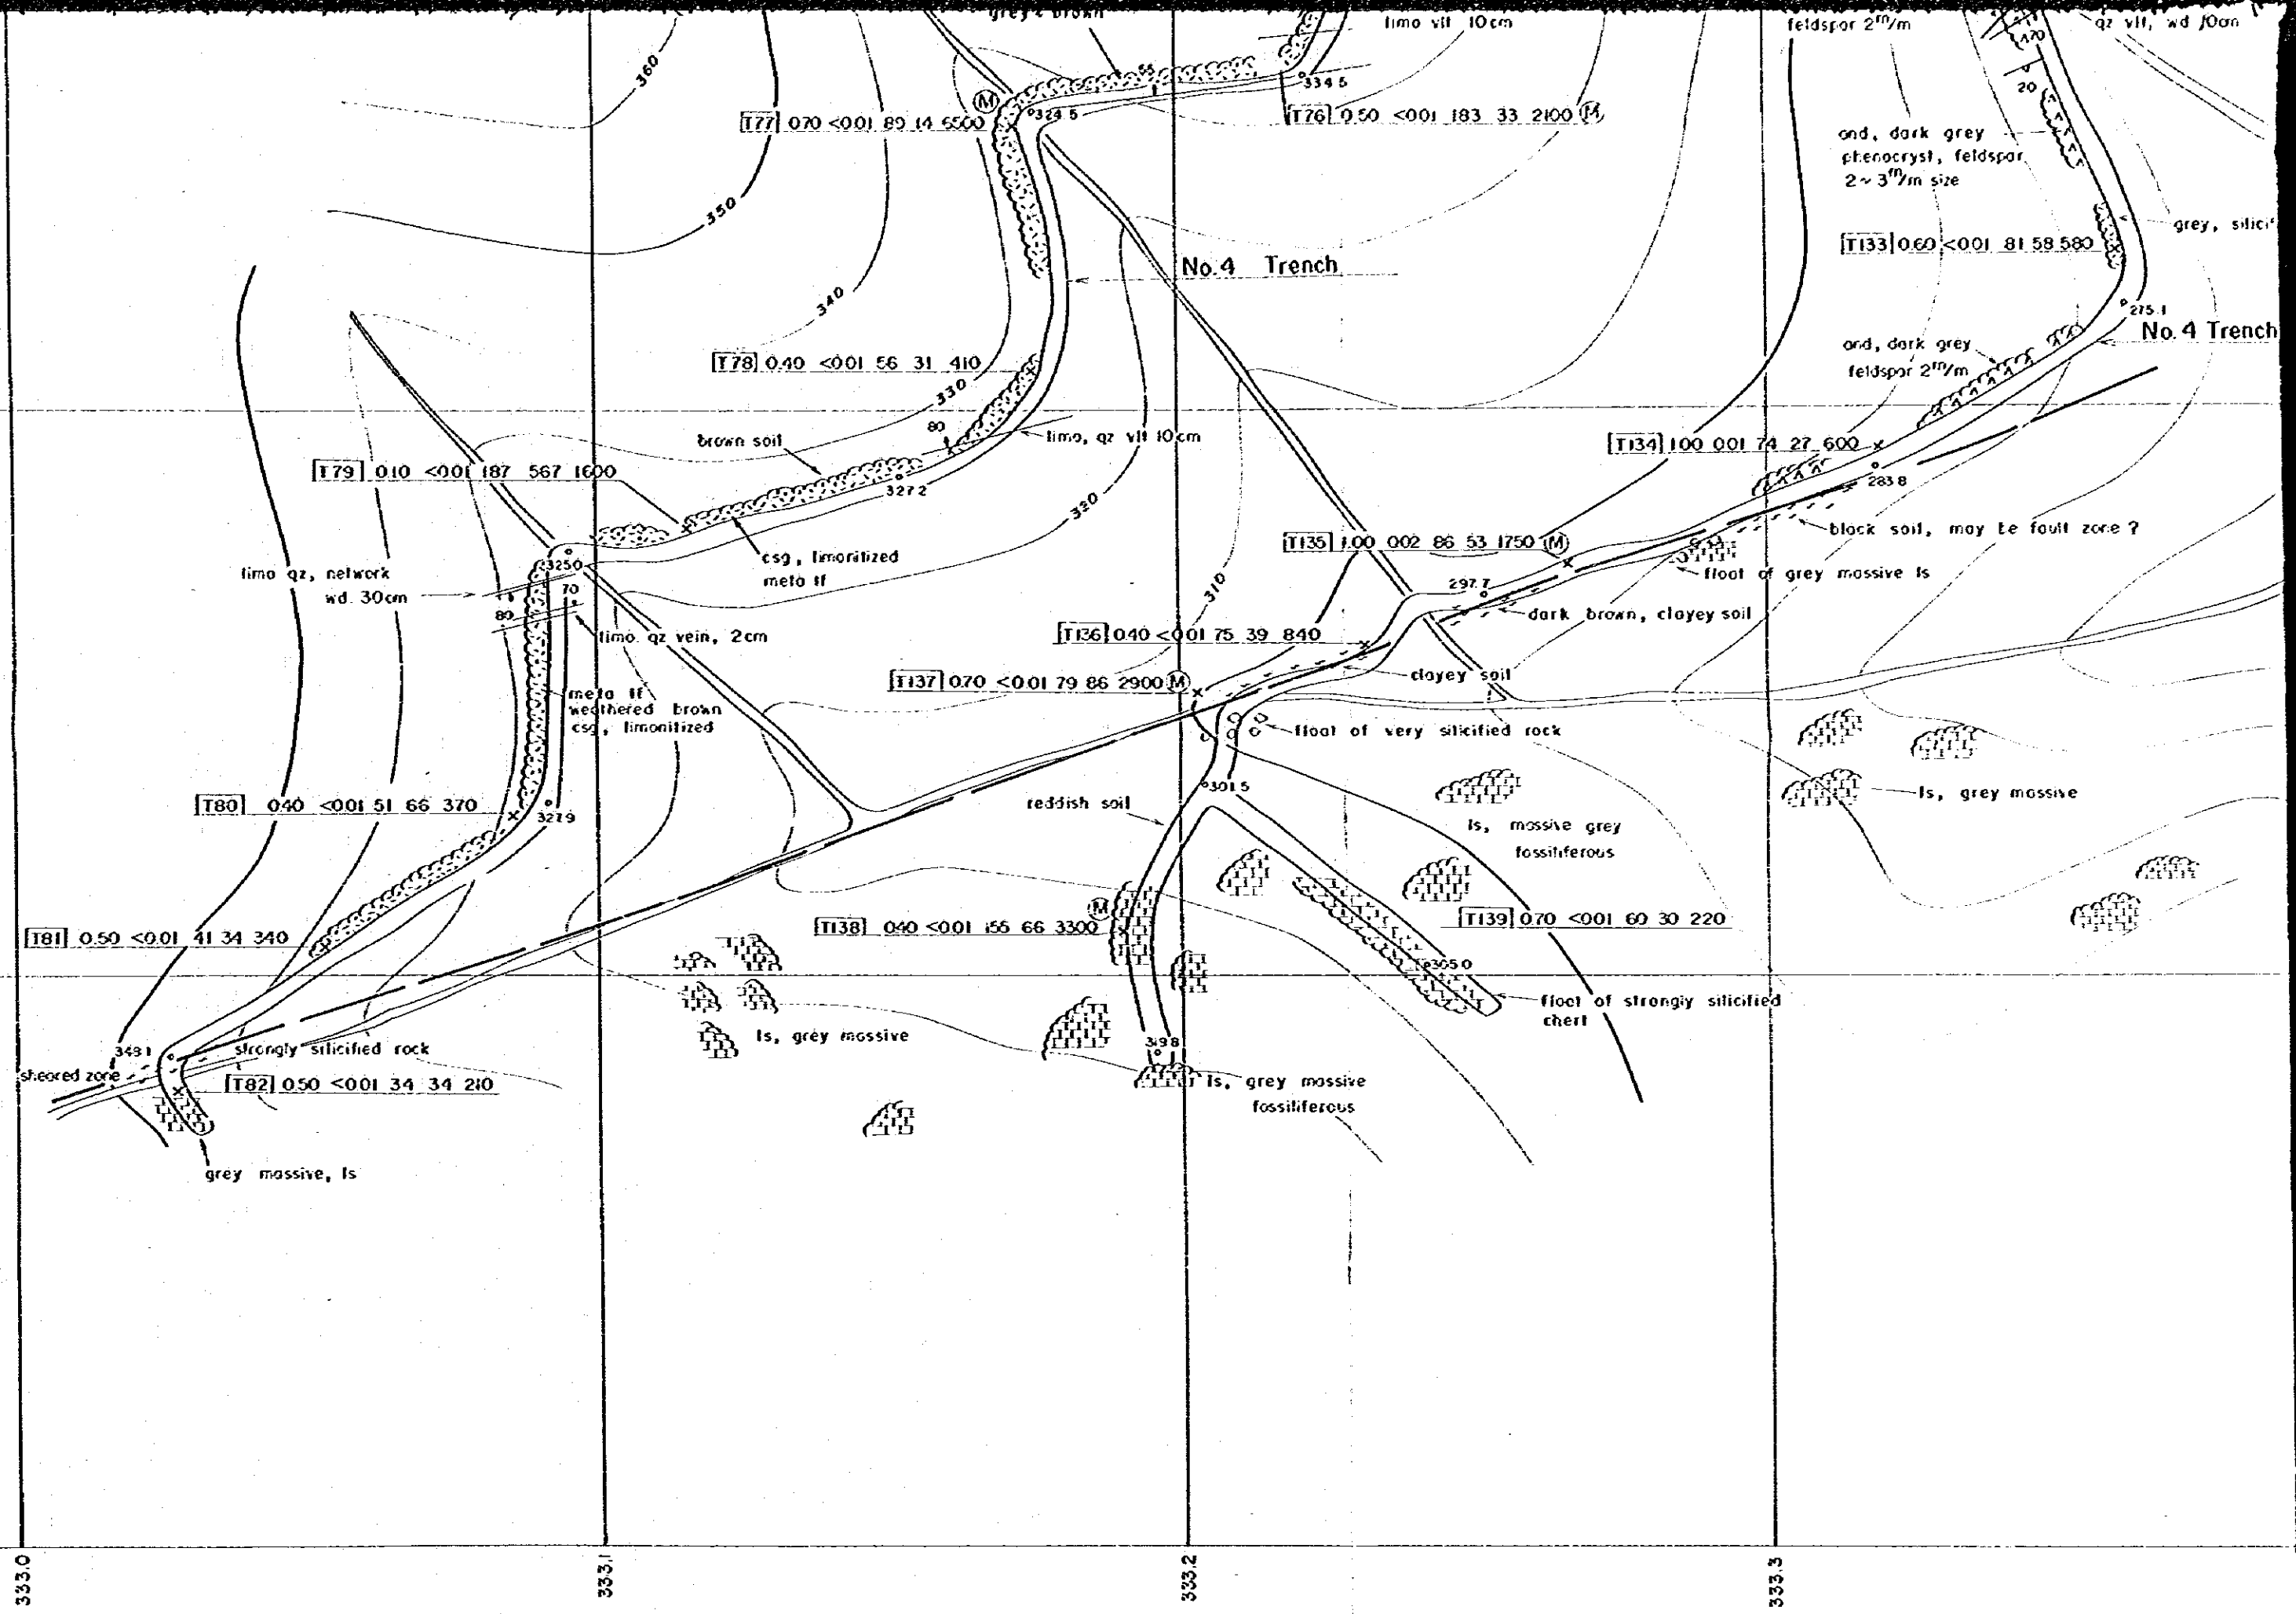 grey - brown
limo vlt 10cm
feldspar 2m/m
qz vlt, wd 10cm
70
20
360
55
334.5
[T77] 0.70 <0.01 89 14 6500 (M)
324.5
[T76] 0.50 <0.01 183 33 2100 (M)
and, dark grey
phenocryst, feldspar
2~3m/m size
350
grey, silici
[T133] 0.60 <0.01 81 58 580
No.4 Trench
340
275.1
No.4 Trench
and, dark grey
feldspar 2m/m
[T78] 0.40 <0.01 56 31 410
330
80
brown soil
limo, qz vlt 10cm
[T134] 1.00 0.01 74 27 600
[T79] 0.10 <0.01 187 567 1600
327.2
283.8
320
black soil, may be fault zone ?
[T135] 1.00 0.02 86 53 1750 (M)
csg, limonitized
meta tf
325.0
limo qz, network
wd. 30cm
float of grey massive ls
297.7
310
70
80
dark brown, clayey soil
limo. qz vein, 2cm
[T136] 0.40 <0.01 75 39 840
clayey soil
[T137] 0.70 <0.01 79 86 2900 (M)
meta tf
weathered brown
csg, limonitized
float of very silicified rock
301.5
ls, grey massive
[T80] 0.40 <0.01 51 66 370
327.9
reddish soil
ls, massive grey
fossiliferous
[T138] 0.40 <0.01 155 66 3300 (M)
[T139] 0.70 <0.01 60 30 220
[T81] 0.50 <0.01 41 34 340
305.0
float of strongly silicified
chert
ls, grey massive
319.8
349.1
strongly silicified rock
sheared zone
[T82] 0.50 <0.01 34 34 210
ls, grey massive
fossiliferous
grey massive, ls
333.0
333.1
333.2
333.3